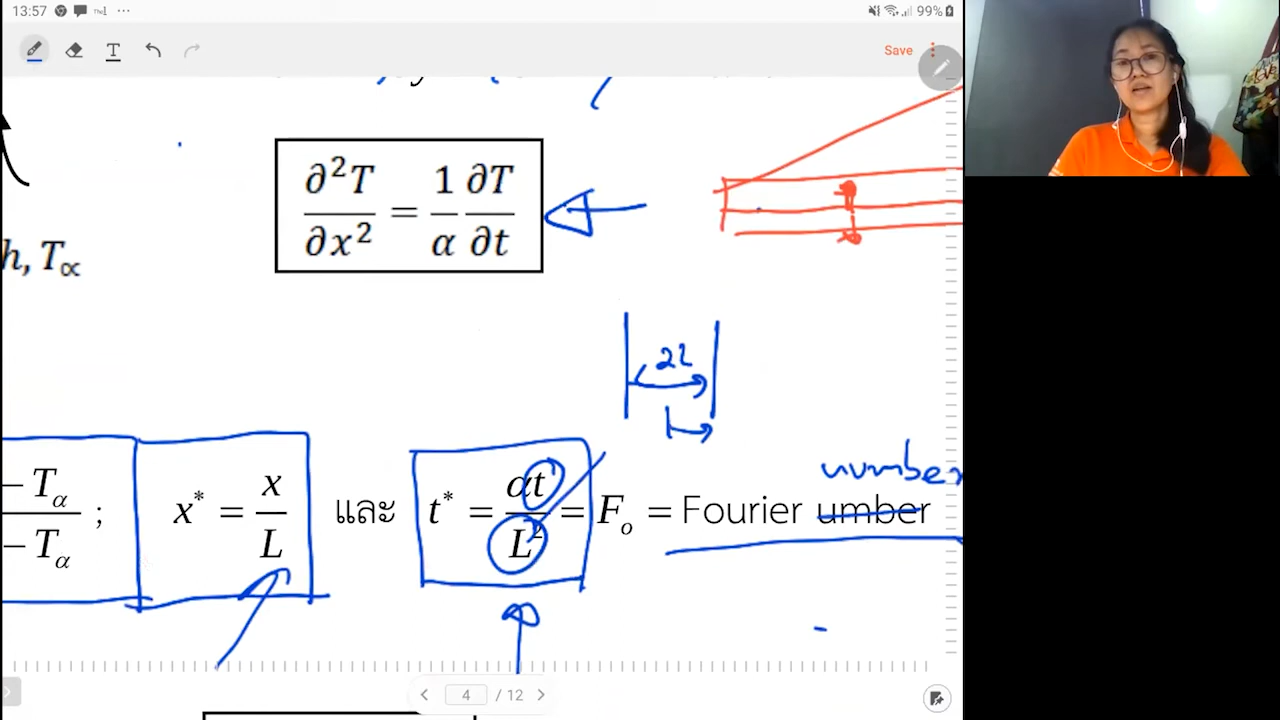 13:57
99%
T
Save
∂²T/∂x² = 1/α ∂T/∂t
h, T∝
2L
number
– Tα / – Tα ; x* = x/L และ t* = αt/L² = Fo = Fourier umber
4 / 12